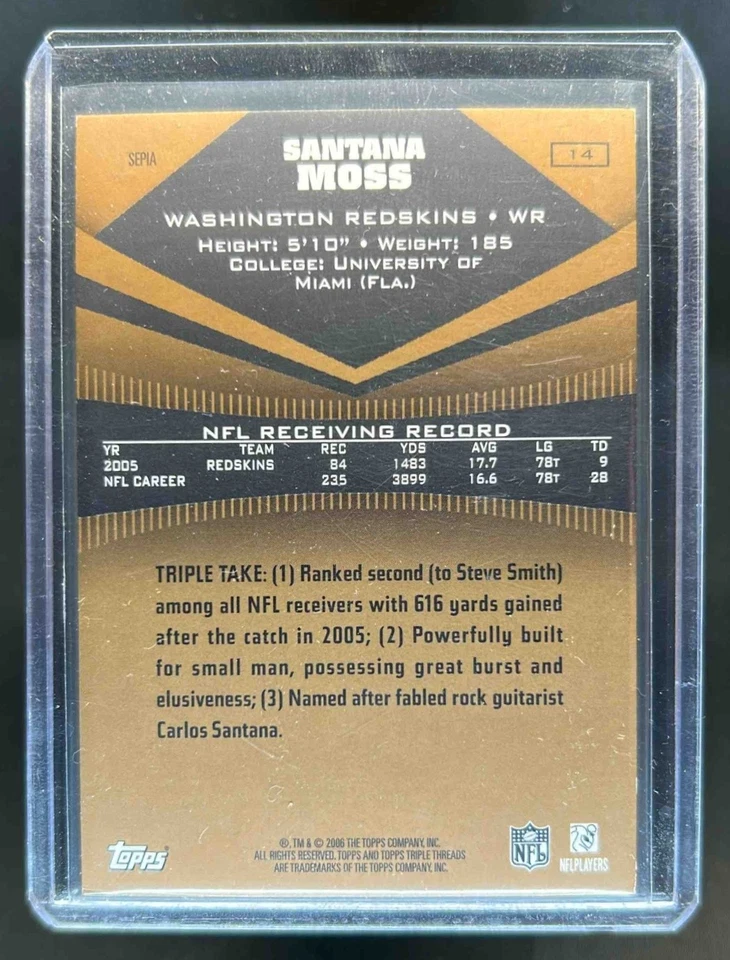 SEPIA
SANTANA
MOSS
14
WASHINGTON REDSKINS • WR
HEIGHT: 5'10" • WEIGHT: 185
COLLEGE: UNIVERSITY OF
MIAMI (FLA.)
NFL RECEIVING RECORD
YR TEAM REC YDS AVG LG TD
2005 REDSKINS 84 1483 17.7 78T 9
NFL CAREER 235 3899 16.6 78T 28
TRIPLE TAKE: (1) Ranked second (to Steve Smith)
among all NFL receivers with 616 yards gained
after the catch in 2005; (2) Powerfully built
for small man, possessing great burst and
elusiveness; (3) Named after fabled rock guitarist
Carlos Santana.
topps
®, TM & © 2006 THE TOPPS COMPANY, INC.
ALL RIGHTS RESERVED. TOPPS AND TOPPS TRIPLE THREADS
ARE TRADEMARKS OF THE TOPPS COMPANY, INC.
NFL
NFLPLAYERS